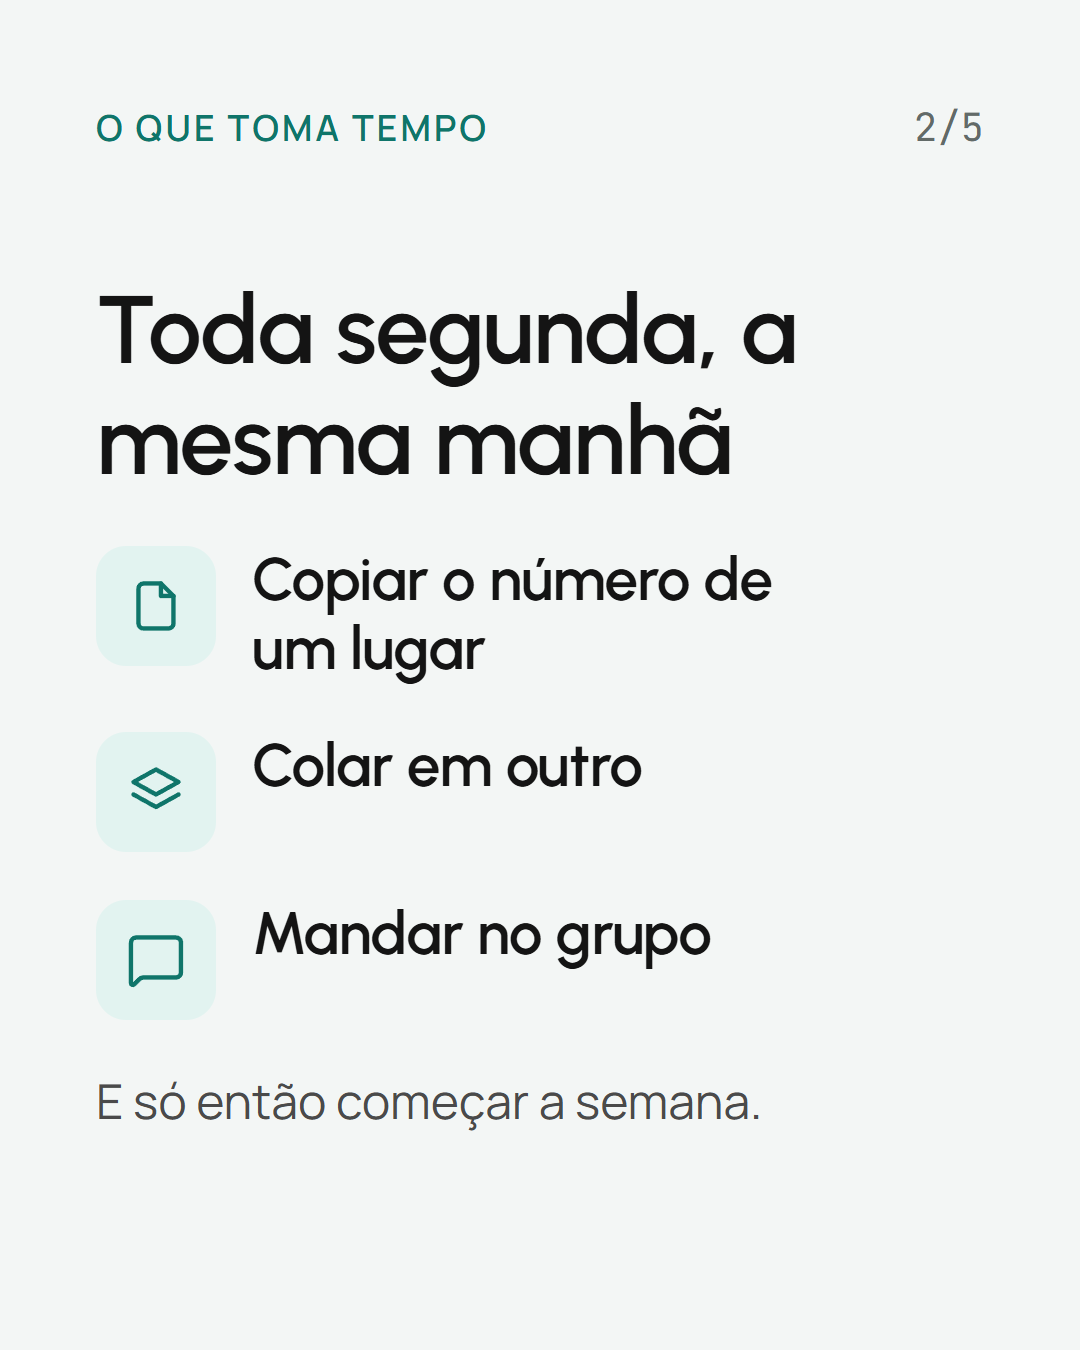 O QUE TOMA TEMPO
2/5
Toda segunda, a
mesma manhã
Copiar o número de
um lugar
Colar em outro
Mandar no grupo
E só então começar a semana.